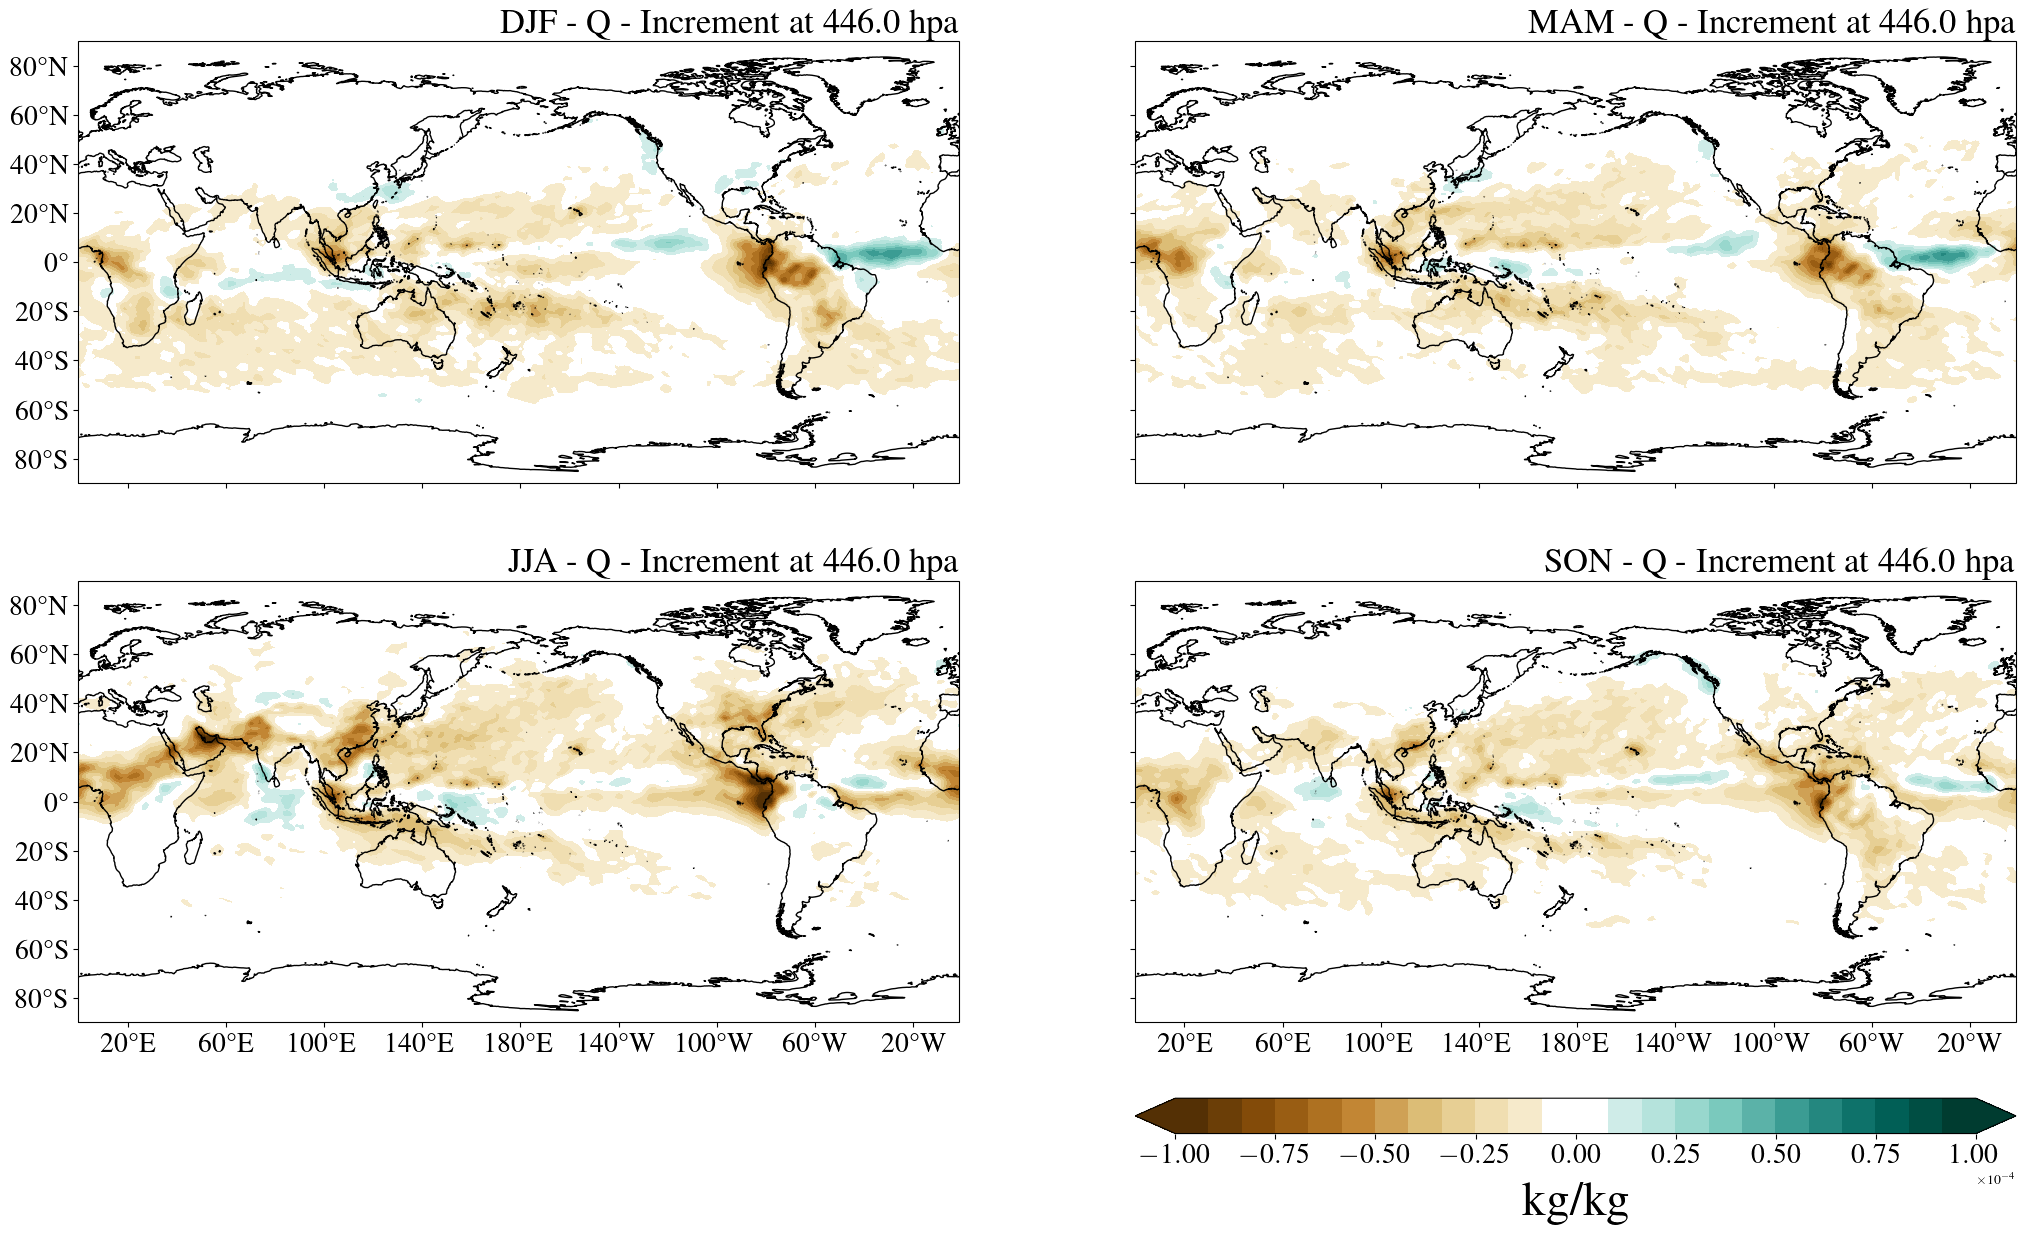 DJF - Q - Increment at 446.0 hpa
MAM - Q - Increment at 446.0 hpa
80°N
60°N
40°N
20°N
0°
20°S
40°S
60°S
80°S
JJA - Q - Increment at 446.0 hpa
SON - Q - Increment at 446.0 hpa
80°N
60°N
40°N
20°N
0°
20°S
40°S
60°S
80°S
20°E 60°E 100°E 140°E 180°E 140°W 100°W 60°W 20°W
20°E 60°E 100°E 140°E 180°E 140°W 100°W 60°W 20°W
−1.00 −0.75 −0.50 −0.25 0.00 0.25 0.50 0.75 1.00
×10⁻⁴
kg/kg